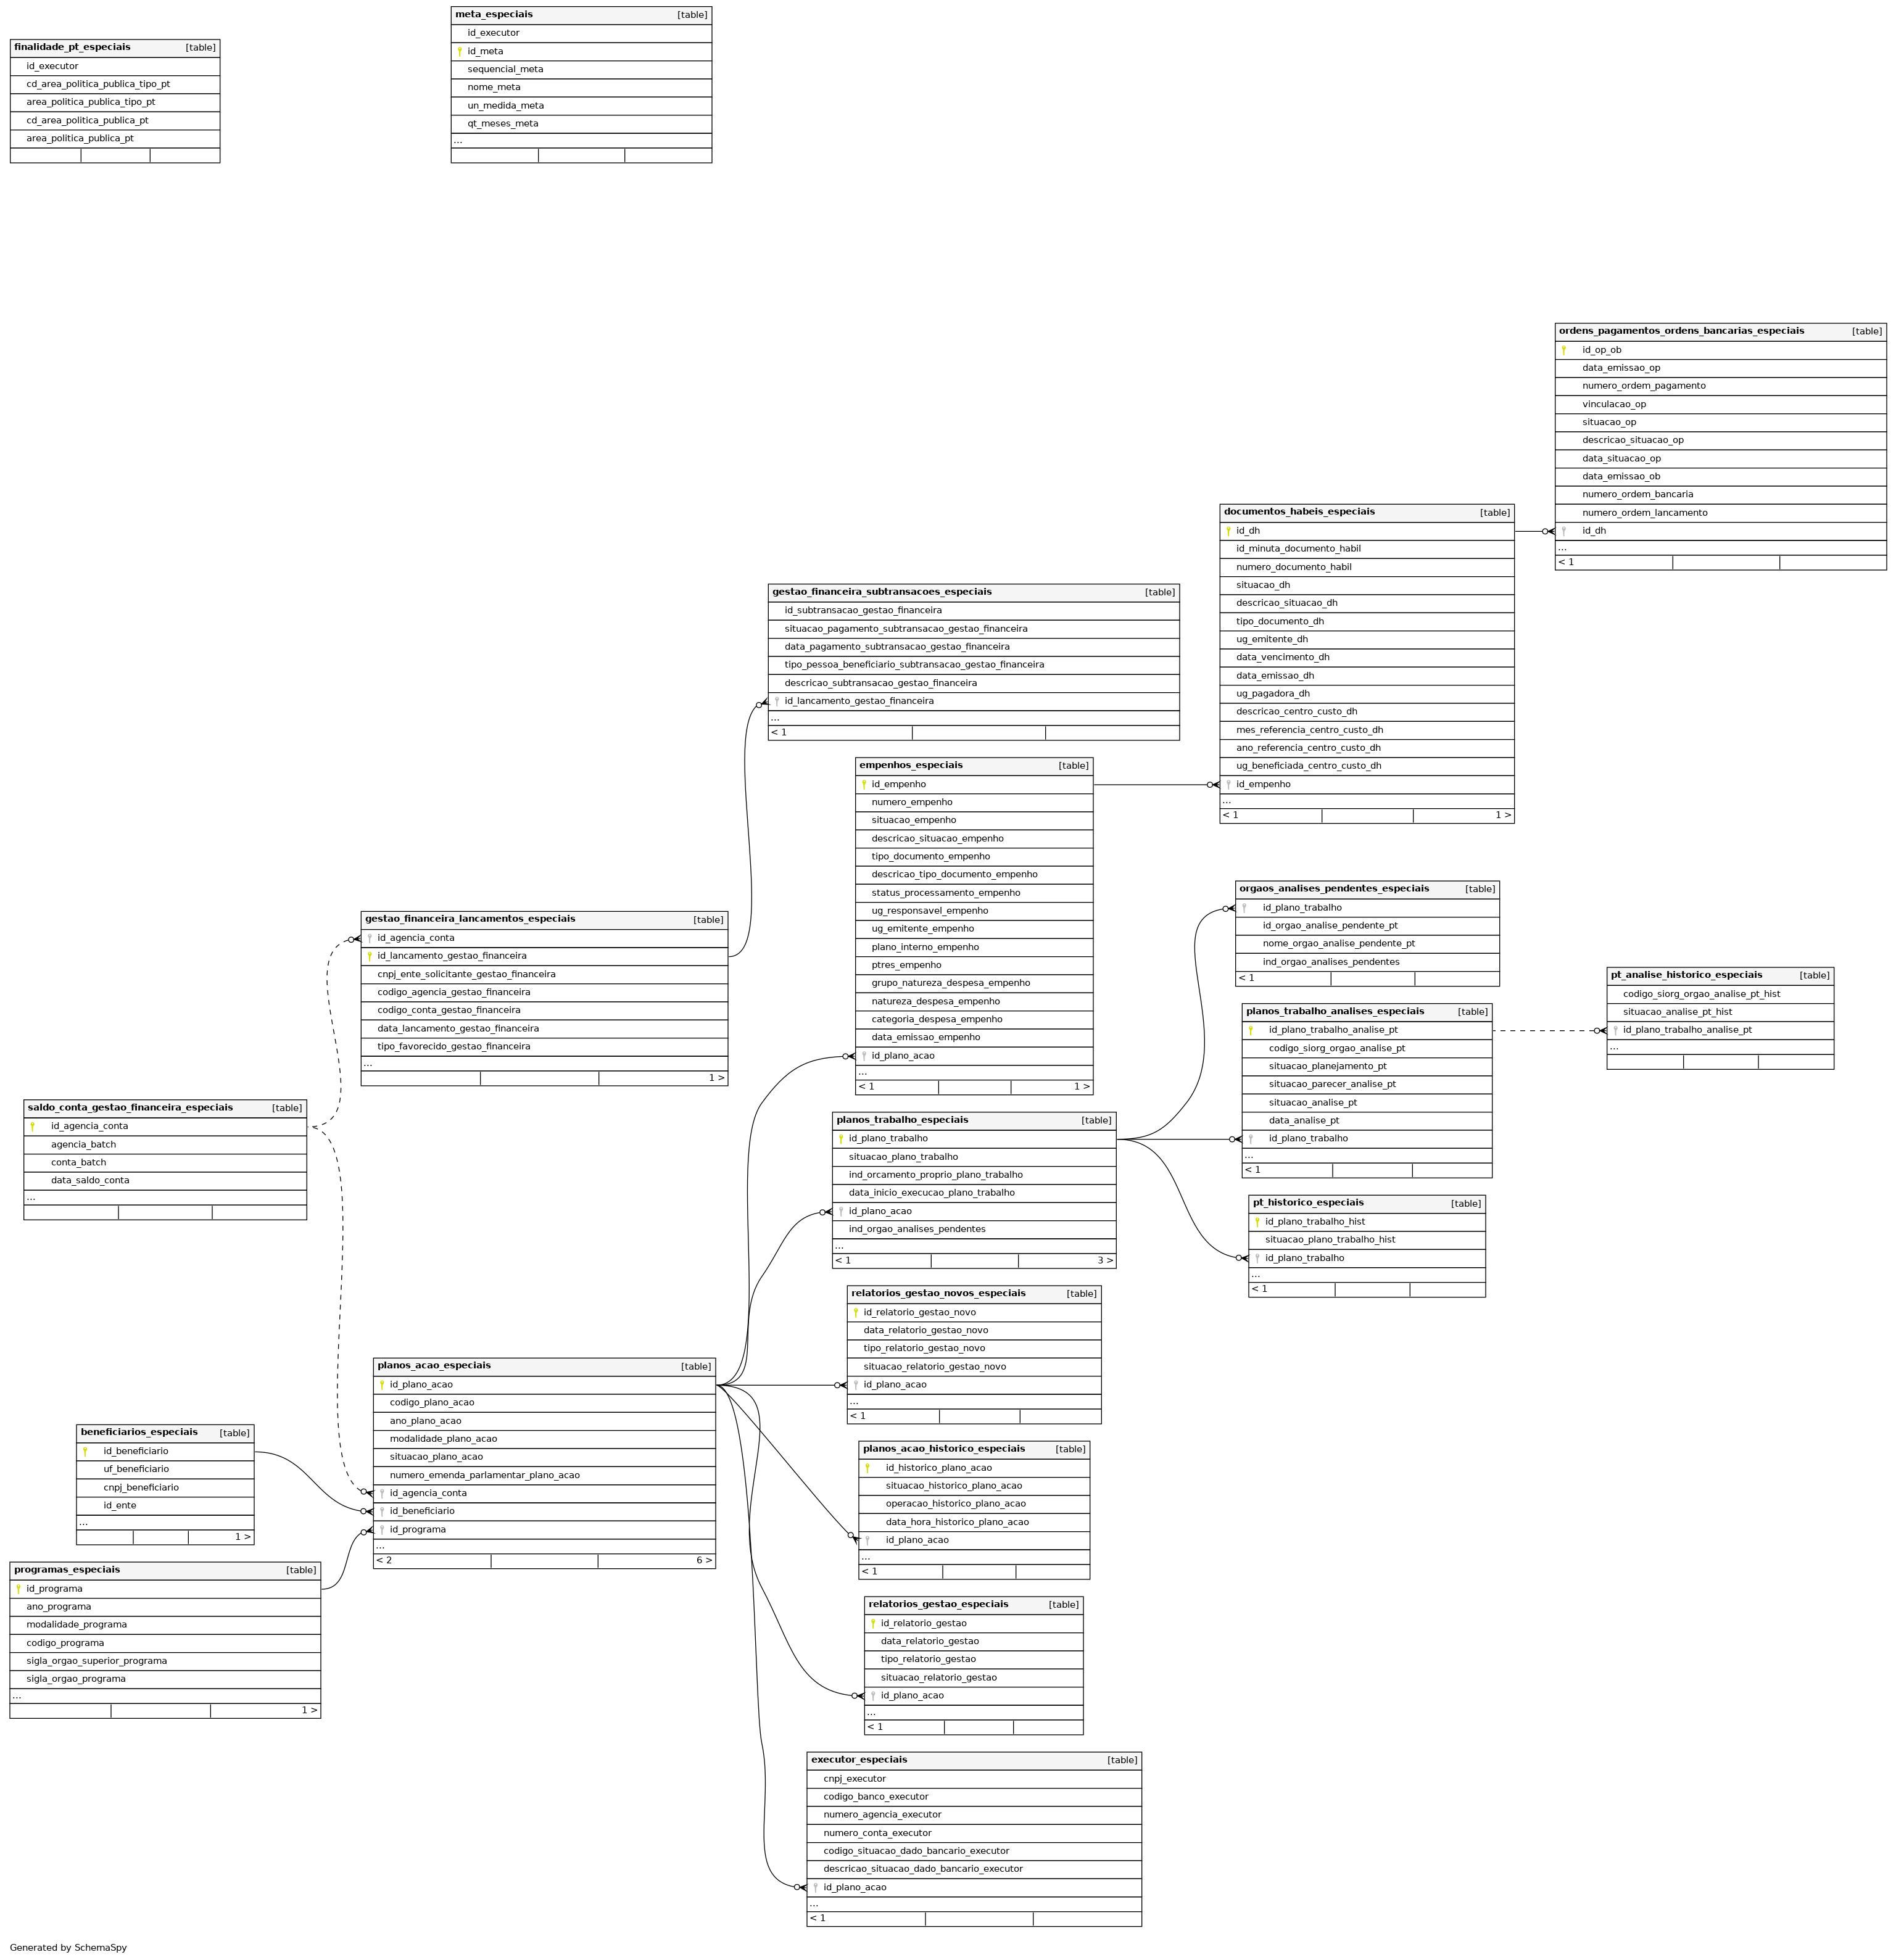 meta_especiais [table]
id_executor
id_meta
sequencial_meta
nome_meta
un_medida_meta
qt_meses_meta
...
finalidade_pt_especiais [table]
id_executor
cd_area_politica_publica_tipo_pt
area_politica_publica_tipo_pt
cd_area_politica_publica_pt
area_politica_publica_pt
ordens_pagamentos_ordens_bancarias_especiais [table]
id_op_ob
data_emissao_op
numero_ordem_pagamento
vinculacao_op
situacao_op
descricao_situacao_op
data_situacao_op
data_emissao_ob
numero_ordem_bancaria
numero_ordem_lancamento
id_dh
...
< 1
documentos_habeis_especiais [table]
id_dh
id_minuta_documento_habil
numero_documento_habil
situacao_dh
descricao_situacao_dh
tipo_documento_dh
ug_emitente_dh
data_vencimento_dh
data_emissao_dh
ug_pagadora_dh
descricao_centro_custo_dh
mes_referencia_centro_custo_dh
ano_referencia_centro_custo_dh
ug_beneficiada_centro_custo_dh
id_empenho
...
< 1 1 >
gestao_financeira_subtransacoes_especiais [table]
id_subtransacao_gestao_financeira
situacao_pagamento_subtransacao_gestao_financeira
data_pagamento_subtransacao_gestao_financeira
tipo_pessoa_beneficiario_subtransacao_gestao_financeira
descricao_subtransacao_gestao_financeira
id_lancamento_gestao_financeira
...
< 1
empenhos_especiais [table]
id_empenho
numero_empenho
situacao_empenho
descricao_situacao_empenho
tipo_documento_empenho
descricao_tipo_documento_empenho
status_processamento_empenho
ug_responsavel_empenho
ug_emitente_empenho
plano_interno_empenho
ptres_empenho
grupo_natureza_despesa_empenho
natureza_despesa_empenho
categoria_despesa_empenho
data_emissao_empenho
id_plano_acao
...
< 1 1 >
orgaos_analises_pendentes_especiais [table]
id_plano_trabalho
id_orgao_analise_pendente_pt
nome_orgao_analise_pendente_pt
ind_orgao_analises_pendentes
< 1
gestao_financeira_lancamentos_especiais [table]
id_agencia_conta
id_lancamento_gestao_financeira
cnpj_ente_solicitante_gestao_financeira
codigo_agencia_gestao_financeira
codigo_conta_gestao_financeira
data_lancamento_gestao_financeira
tipo_favorecido_gestao_financeira
...
1 >
pt_analise_historico_especiais [table]
codigo_siorg_orgao_analise_pt_hist
situacao_analise_pt_hist
id_plano_trabalho_analise_pt
...
planos_trabalho_analises_especiais [table]
id_plano_trabalho_analise_pt
codigo_siorg_orgao_analise_pt
situacao_planejamento_pt
situacao_parecer_analise_pt
situacao_analise_pt
data_analise_pt
id_plano_trabalho
...
< 1
saldo_conta_gestao_financeira_especiais [table]
id_agencia_conta
agencia_batch
conta_batch
data_saldo_conta
...
planos_trabalho_especiais [table]
id_plano_trabalho
situacao_plano_trabalho
ind_orcamento_proprio_plano_trabalho
data_inicio_execucao_plano_trabalho
id_plano_acao
ind_orgao_analises_pendentes
...
< 1 3 >
pt_historico_especiais [table]
id_plano_trabalho_hist
situacao_plano_trabalho_hist
id_plano_trabalho
...
< 1
relatorios_gestao_novos_especiais [table]
id_relatorio_gestao_novo
data_relatorio_gestao_novo
tipo_relatorio_gestao_novo
situacao_relatorio_gestao_novo
id_plano_acao
...
< 1
planos_acao_especiais [table]
id_plano_acao
codigo_plano_acao
ano_plano_acao
modalidade_plano_acao
situacao_plano_acao
numero_emenda_parlamentar_plano_acao
id_agencia_conta
id_beneficiario
id_programa
...
< 2 6 >
beneficiarios_especiais [table]
id_beneficiario
uf_beneficiario
cnpj_beneficiario
id_ente
...
1 >
planos_acao_historico_especiais [table]
id_historico_plano_acao
situacao_historico_plano_acao
operacao_historico_plano_acao
data_hora_historico_plano_acao
id_plano_acao
...
< 1
programas_especiais [table]
id_programa
ano_programa
modalidade_programa
codigo_programa
sigla_orgao_superior_programa
sigla_orgao_programa
...
1 >
relatorios_gestao_especiais [table]
id_relatorio_gestao
data_relatorio_gestao
tipo_relatorio_gestao
situacao_relatorio_gestao
id_plano_acao
...
< 1
executor_especiais [table]
cnpj_executor
codigo_banco_executor
numero_agencia_executor
numero_conta_executor
codigo_situacao_dado_bancario_executor
descricao_situacao_dado_bancario_executor
id_plano_acao
...
< 1
Generated by SchemaSpy